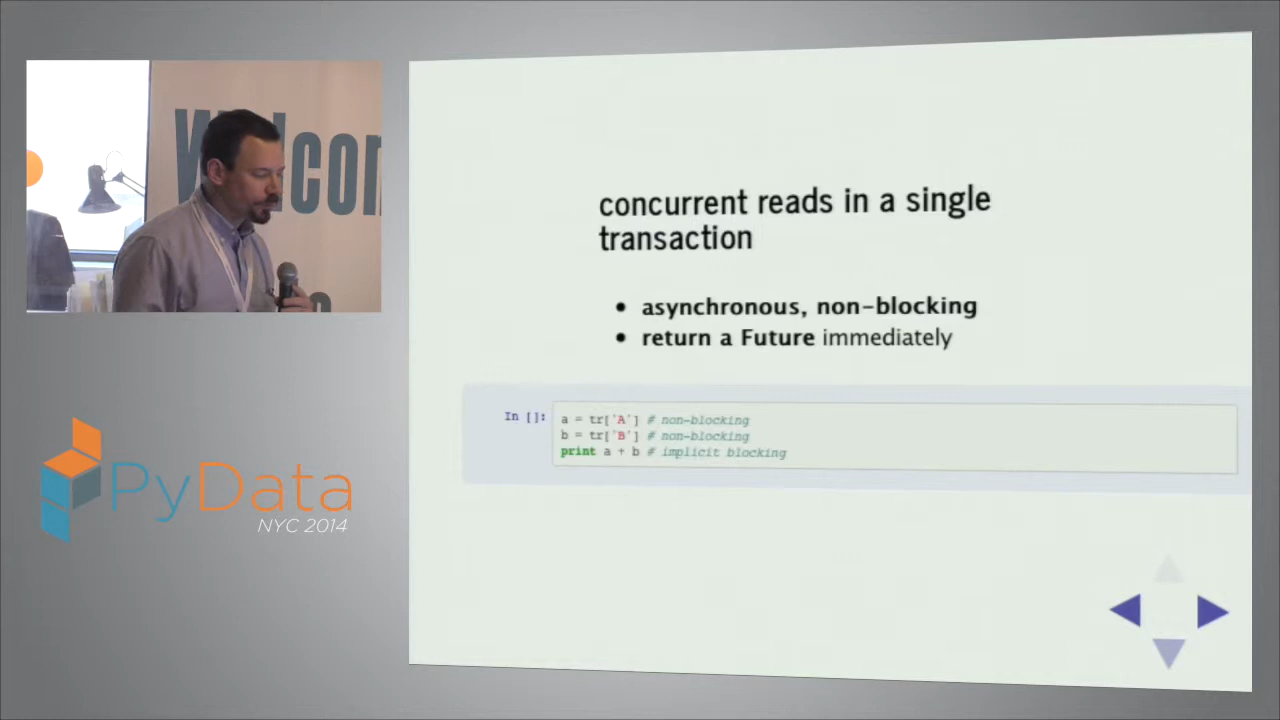 concurrent reads in a single
transaction
• asynchronous, non-blocking
• return a Future immediately
In []:
a = tr['A'] # non-blocking
b = tr['B'] # non-blocking
print a + b # implicit blocking
PyData
NYC 2014